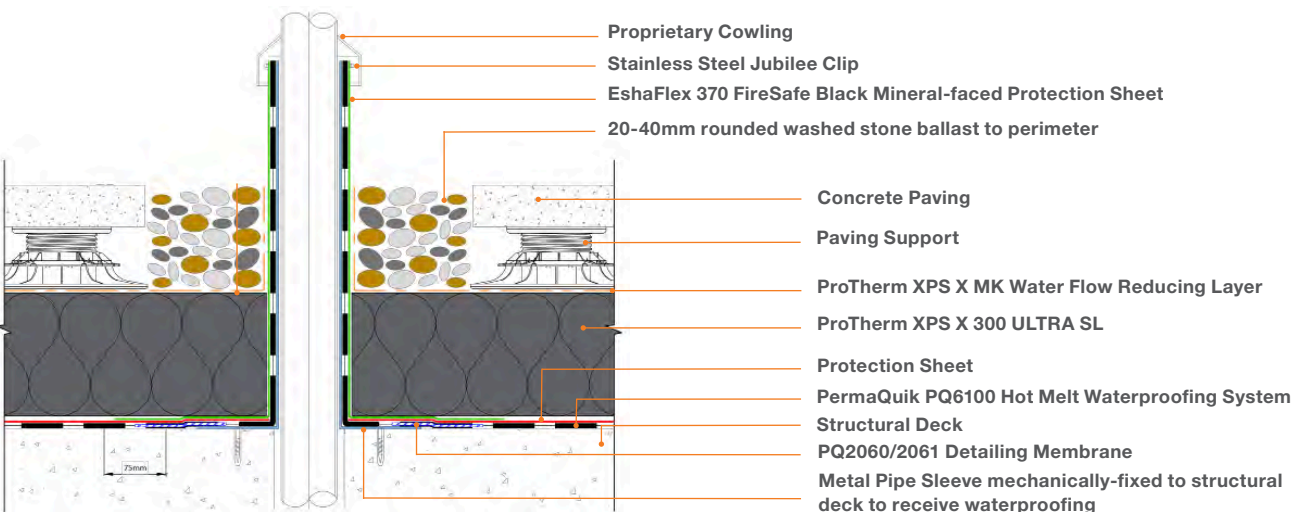 Proprietary Cowling
Stainless Steel Jubilee Clip
EshaFlex 370 FireSafe Black Mineral-faced Protection Sheet
20-40mm rounded washed stone ballast to perimeter
Concrete Paving
Paving Support
ProTherm XPS X MK Water Flow Reducing Layer
ProTherm XPS X 300 ULTRA SL
Protection Sheet
PermaQuik PQ6100 Hot Melt Waterproofing System
Structural Deck
PQ2060/2061 Detailing Membrane
Metal Pipe Sleeve mechanically-fixed to structural
deck to receive waterproofing
75mm